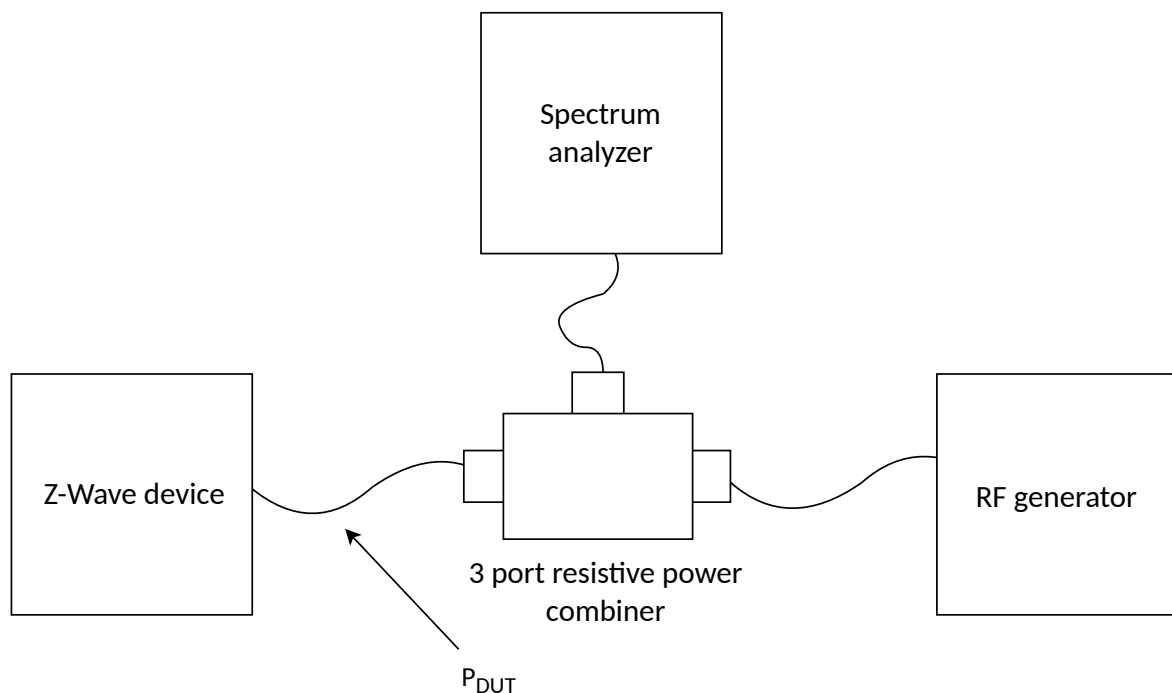 Spectrum
analyzer
Z-Wave device
RF generator
3 port resistive power
combiner
PDUT